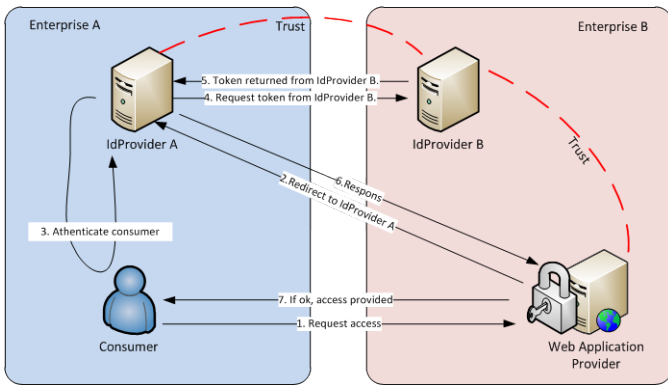 Enterprise A
Trust
Enterprise B
5. Token returned from IdProvider B.
4. Request token from IdProvider B.
IdProvider A
IdProvider B
Trust
6.Respons
2.Redirect to IdProvider A
3. Athenticate consumer
7. If ok, access provided
1. Request access
Consumer
Web Application
Provider